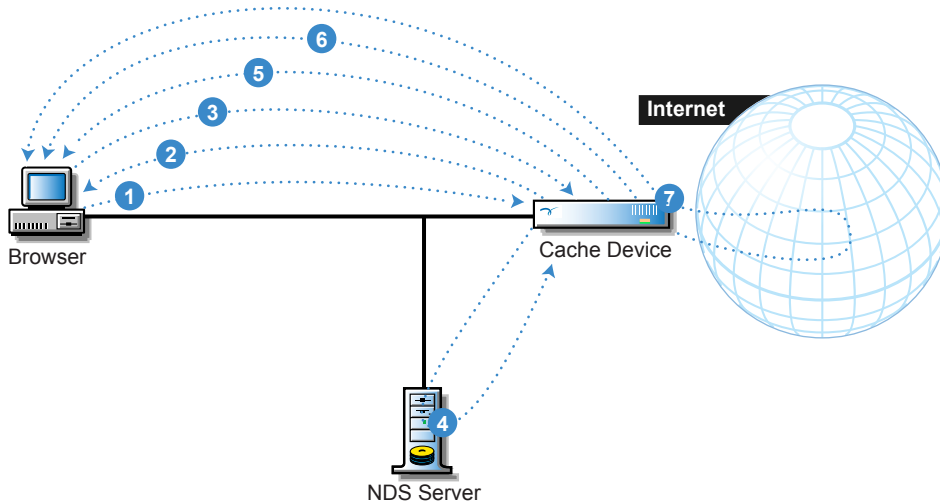 6
5
3
2
1
Internet
7
Browser
Cache Device
4
NDS Server